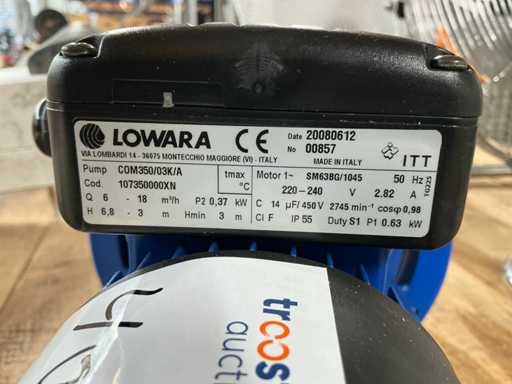 LOWARA CE Date 20080612
No 00857
VIA LOMBARDI 14 - 36075 MONTECCHIO MAGGIORE (VI) - ITALY MADE IN ITALY ITT
Pump COM350/03K/A tmax Motor 1~ SM63BG/1045 50 Hz
Cod. 107350000XN °C 220-240 V 2.82 A
Q 6 - 18 m³/h P2 0,37 kW C 14 µF/450 V 2745 min⁻¹ cosφ 0,98
H 6,8 - 3 m Hmin 3 m Cl F IP 55 Duty S1 P1 0.63 kW
troos
auct